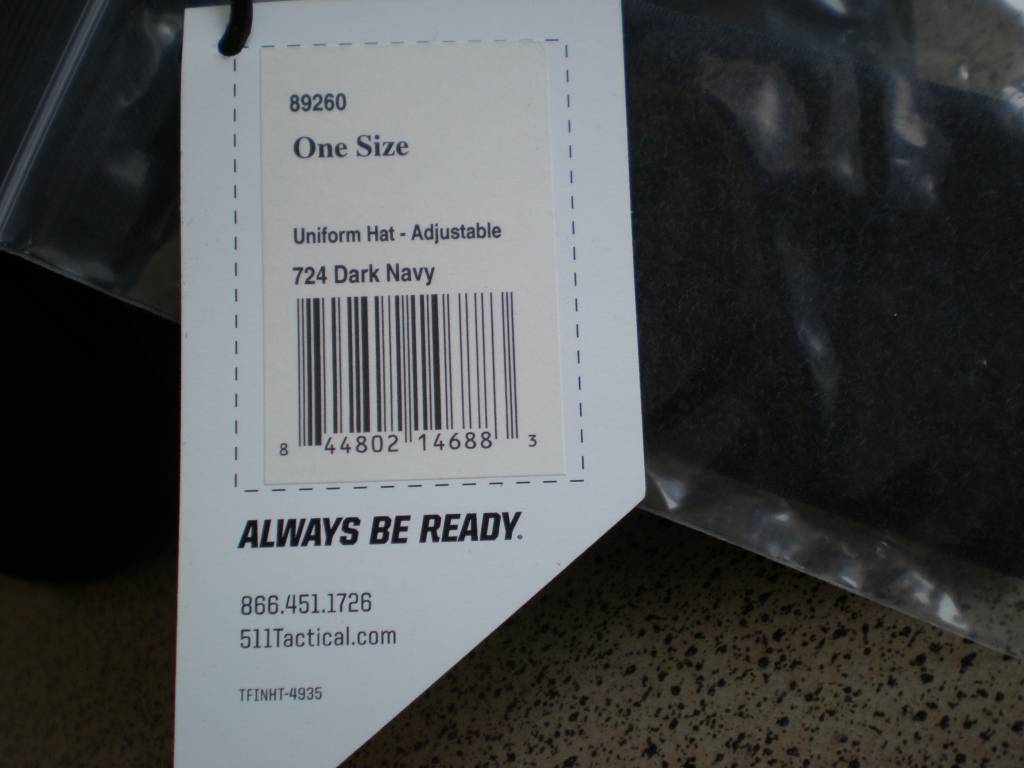 89260
One Size
Uniform Hat - Adjustable
724 Dark Navy
8 44802 14688 3
ALWAYS BE READY.
866.451.1726
511Tactical.com
TFINHT-4935